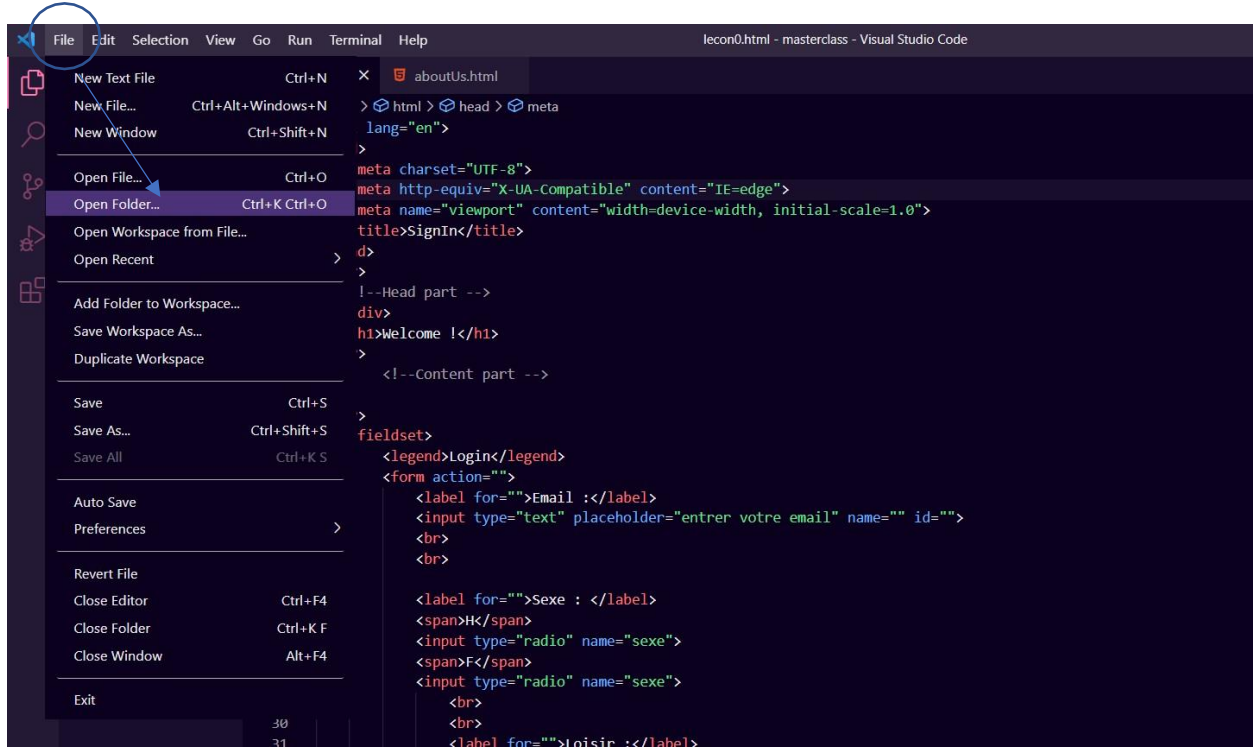 File Edit Selection View Go Run Terminal Help lecon0.html - masterclass - Visual Studio Code
New Text File Ctrl+N
New File... Ctrl+Alt+Windows+N
New Window Ctrl+Shift+N
Open File... Ctrl+O
Open Folder... Ctrl+K Ctrl+O
Open Workspace from File...
Open Recent >
Add Folder to Workspace...
Save Workspace As...
Duplicate Workspace
Save Ctrl+S
Save As... Ctrl+Shift+S
Save All Ctrl+K S
Auto Save
Preferences >
Revert File
Close Editor Ctrl+F4
Close Folder Ctrl+K F
Close Window Alt+F4
Exit
aboutUs.html
> html > head > meta
lang="en">
>
meta charset="UTF-8">
meta http-equiv="X-UA-Compatible" content="IE=edge">
meta name="viewport" content="width=device-width, initial-scale=1.0">
title>SignIn</title>
d>
>
!--Head part -->
div>
h1>Welcome !</h1>
>
<!--Content part -->
>
fieldset>
<legend>Login</legend>
<form action="">
<label for="">Email :</label>
<input type="text" placeholder="entrer votre email" name="" id="">
<br>
<br>
<label for="">Sexe : </label>
<span>H</span>
<input type="radio" name="sexe">
<span>F</span>
<input type="radio" name="sexe">
<br>
30 <br>
31 <label for="">Loisir :</label>